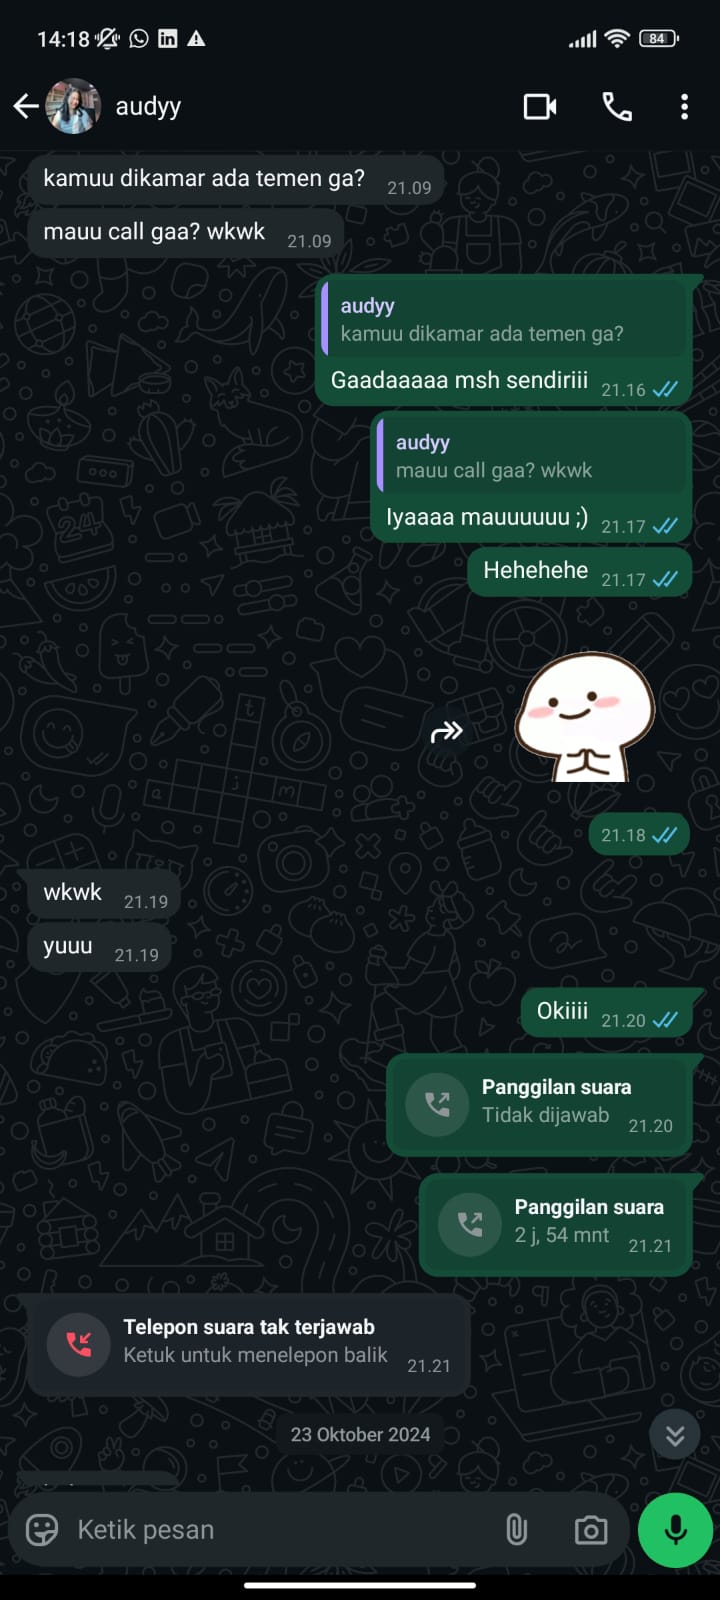 14:18
84
audyy
kamuu dikamar ada temen ga? 21.09
mauu call gaa? wkwk 21.09
audyy
kamuu dikamar ada temen ga?
Gaadaaaaa msh sendiriii 21.16
audyy
mauu call gaa? wkwk
Iyaaaa mauuuuuu ;) 21.17
Hehehehe 21.17
21.18
wkwk 21.19
yuuu 21.19
Okiiii 21.20
Panggilan suara
Tidak dijawab 21.20
Panggilan suara
2 j, 54 mnt 21.21
Telepon suara tak terjawab
Ketuk untuk menelepon balik 21.21
23 Oktober 2024
Ketik pesan